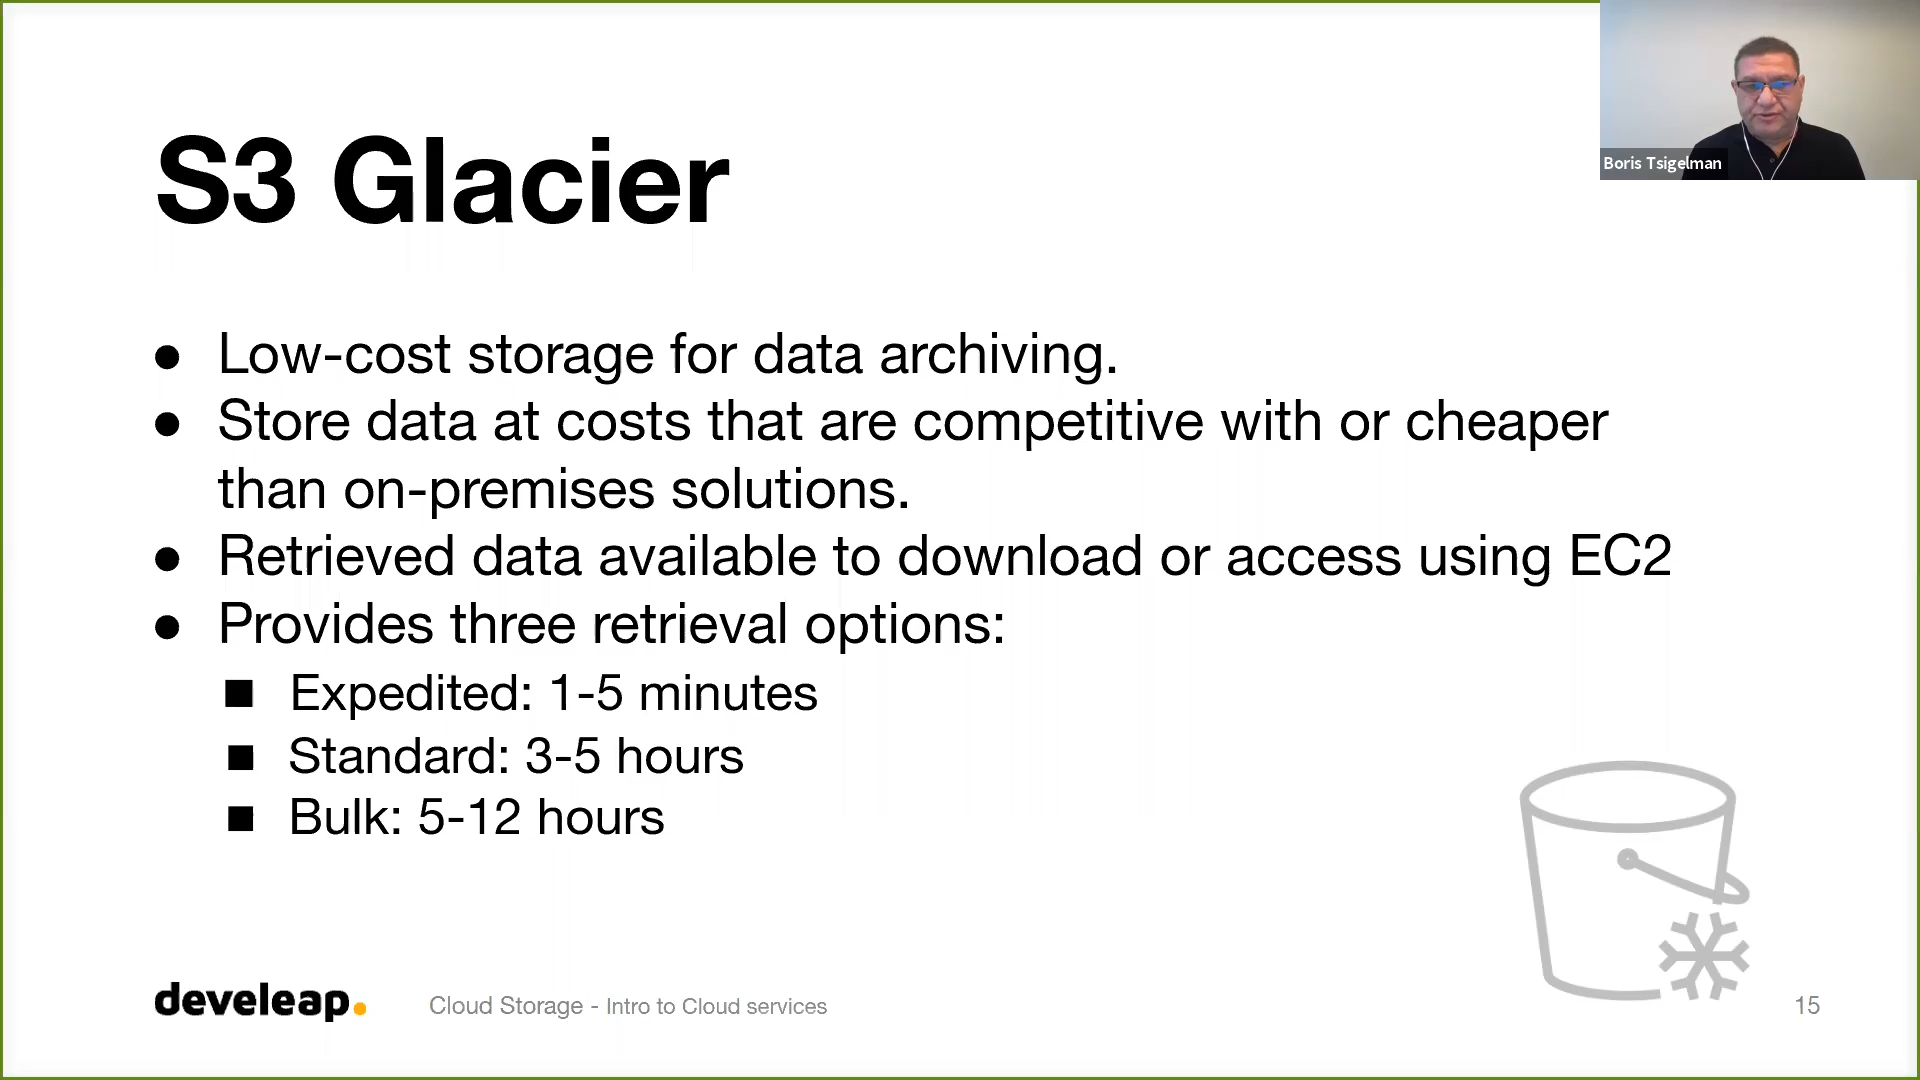 S3 Glacier
Boris Tsigelman
● Low-cost storage for data archiving.
● Store data at costs that are competitive with or cheaper
than on-premises solutions.
● Retrieved data available to download or access using EC2
● Provides three retrieval options:
■ Expedited: 1-5 minutes
■ Standard: 3-5 hours
■ Bulk: 5-12 hours
develeap.
Cloud Storage - Intro to Cloud services
15